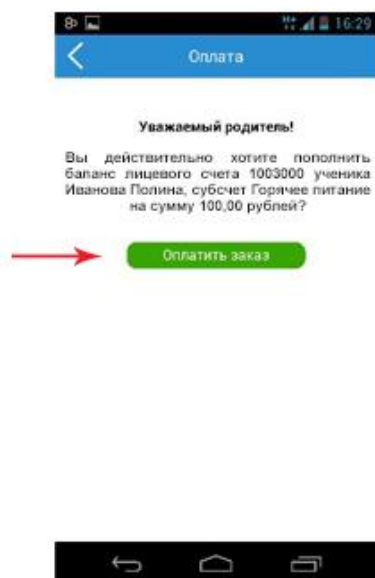 16:29
Оплата
Уважаемый родитель!
Вы действительно хотите пополнить
баланс лицевого счета 1003000 ученика
Иванова Полина, субсчет Горячее питание
на сумму 100,00 рублей?
Оплатить заказ